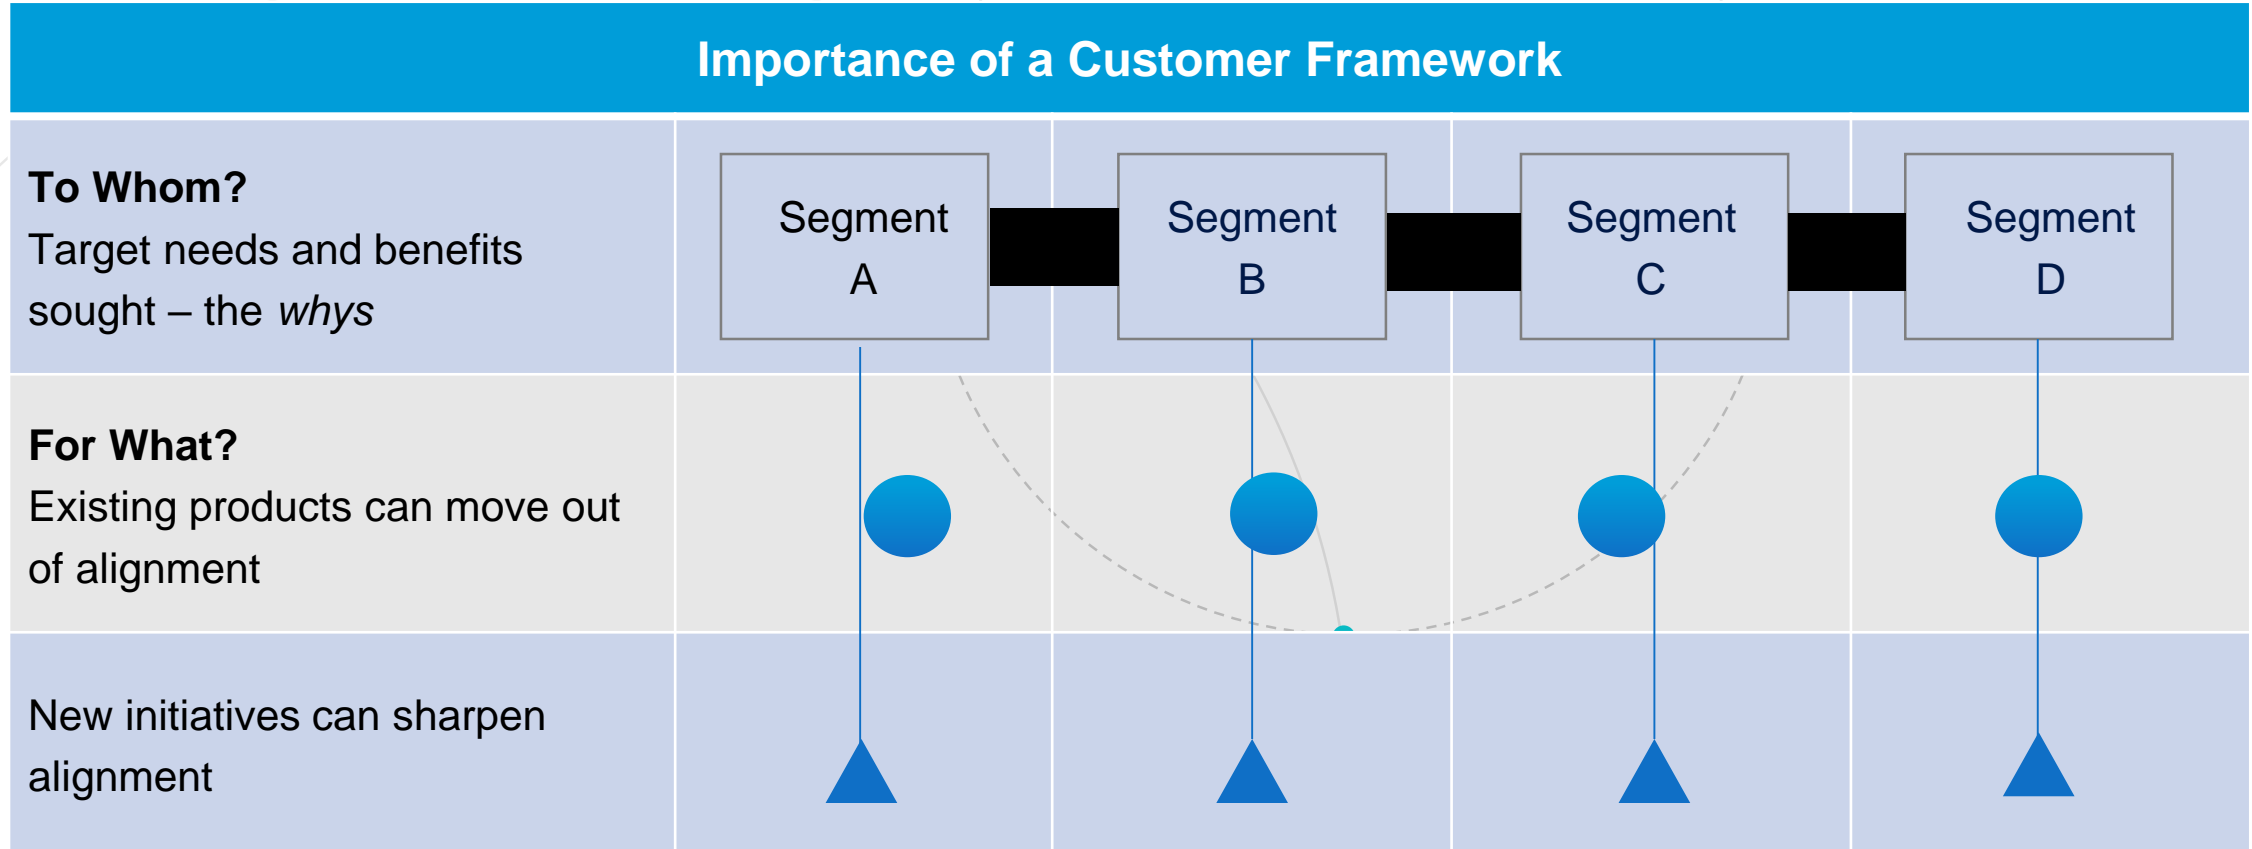 Importance of a Customer Framework
To Whom?
Target needs and benefits
sought – the whys
Segment
A
Segment
B
Segment
C
Segment
D
For What?
Existing products can move out
of alignment
New initiatives can sharpen
alignment